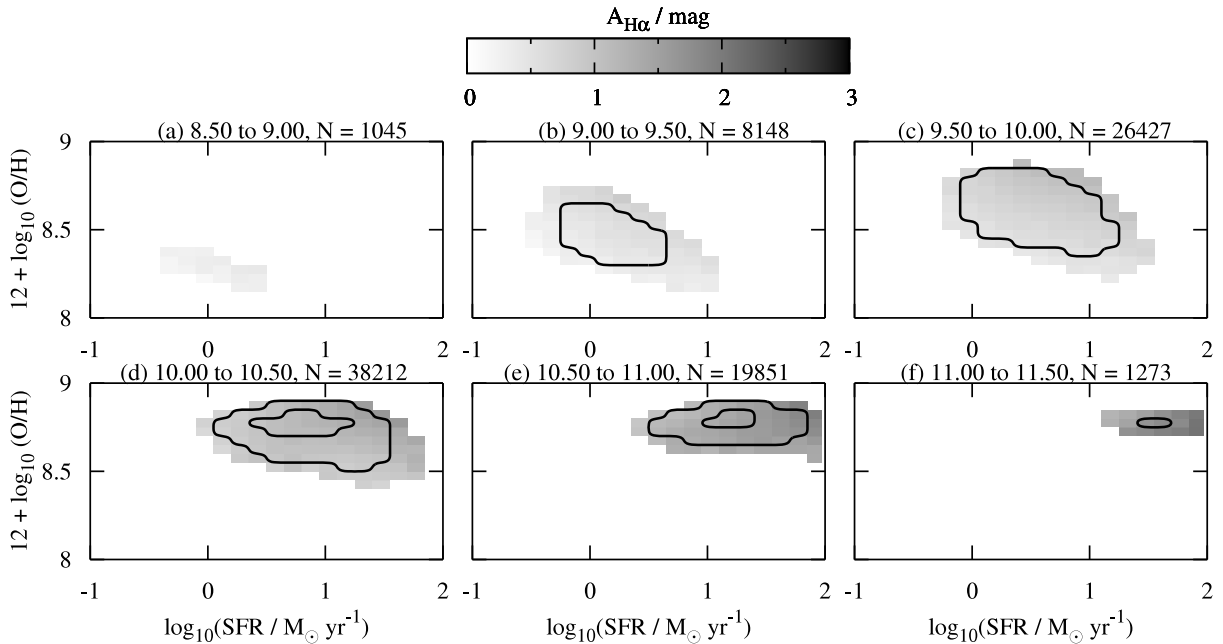 A_Hα / mag
0 1 2 3
(a) 8.50 to 9.00, N = 1045 (b) 9.00 to 9.50, N = 8148 (c) 9.50 to 10.00, N = 26427
12 + log₁₀ (O/H)
9
8.5
8
-1 0 1 2 -1 0 1 2 -1 0 1 2
(d) 10.00 to 10.50, N = 38212 (e) 10.50 to 11.00, N = 19851 (f) 11.00 to 11.50, N = 1273
12 + log₁₀ (O/H)
9
8.5
8
-1 0 1 2 -1 0 1 2 -1 0 1 2
log₁₀(SFR / M☉ yr⁻¹) log₁₀(SFR / M☉ yr⁻¹) log₁₀(SFR / M☉ yr⁻¹)